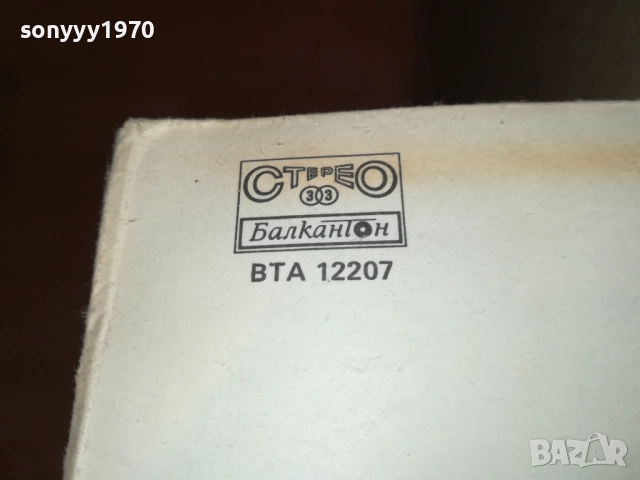 sonyyy1970
СТЕРЕО
33
Балкантон
ВТА 12207
BAZAR